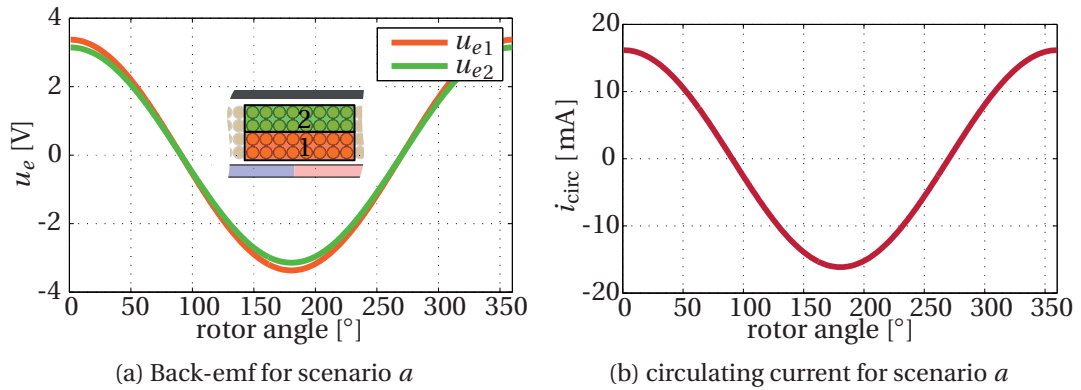 4
2
0
-2
-4
u_e [V]
u_e1
u_e2
2
1
0 50 100 150 200 250 300 350
rotor angle [°]
(a) Back-emf for scenario a
20
10
0
-10
-20
i_circ [mA]
0 50 100 150 200 250 300 350
rotor angle [°]
(b) circulating current for scenario a